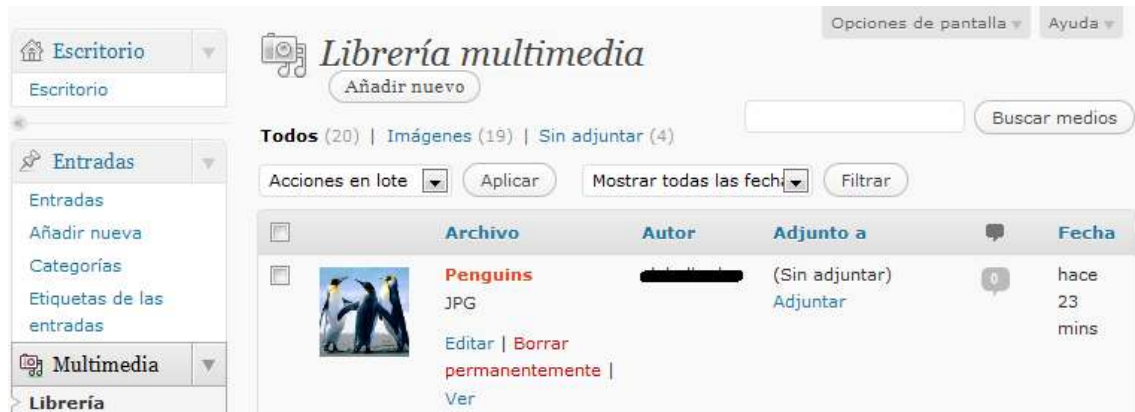 Opciones de pantalla
Ayuda
Escritorio
Escritorio
Entradas
Entradas
Añadir nueva
Categorías
Etiquetas de las
entradas
Multimedia
Librería
Librería multimedia
Añadir nuevo
Buscar medios
Todos (20) | Imágenes (19) | Sin adjuntar (4)
Acciones en lote Aplicar Mostrar todas las fecha Filtrar
Archivo Autor Adjunto a Fecha
Penguins (Sin adjuntar) 0 hace
JPG Adjuntar 23
mins
Editar | Borrar
permanentemente |
Ver